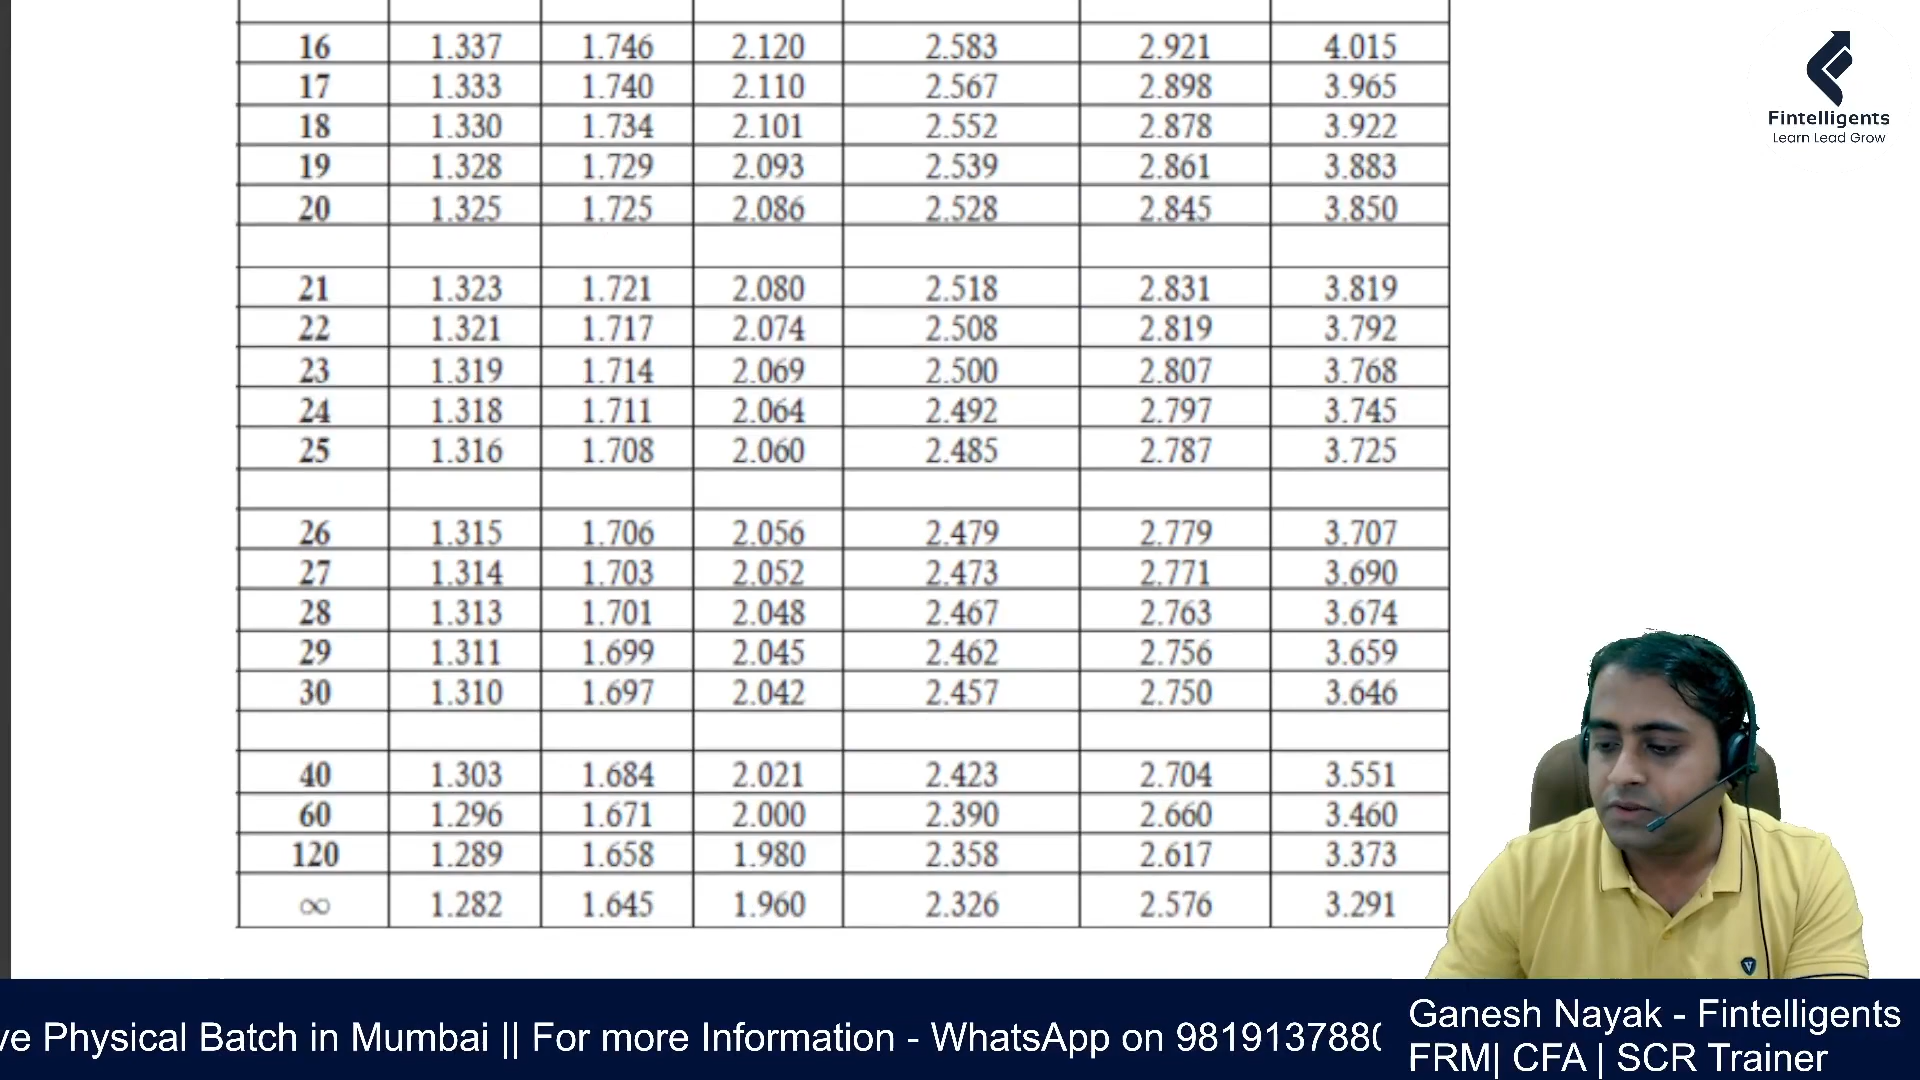 16 1.337 1.746 2.120 2.583 2.921 4.015
17 1.333 1.740 2.110 2.567 2.898 3.965
18 1.330 1.734 2.101 2.552 2.878 3.922
19 1.328 1.729 2.093 2.539 2.861 3.883
20 1.325 1.725 2.086 2.528 2.845 3.850
21 1.323 1.721 2.080 2.518 2.831 3.819
22 1.321 1.717 2.074 2.508 2.819 3.792
23 1.319 1.714 2.069 2.500 2.807 3.768
24 1.318 1.711 2.064 2.492 2.797 3.745
25 1.316 1.708 2.060 2.485 2.787 3.725
26 1.315 1.706 2.056 2.479 2.779 3.707
27 1.314 1.703 2.052 2.473 2.771 3.690
28 1.313 1.701 2.048 2.467 2.763 3.674
29 1.311 1.699 2.045 2.462 2.756 3.659
30 1.310 1.697 2.042 2.457 2.750 3.646
40 1.303 1.684 2.021 2.423 2.704 3.551
60 1.296 1.671 2.000 2.390 2.660 3.460
120 1.289 1.658 1.980 2.358 2.617 3.373
∞ 1.282 1.645 1.960 2.326 2.576 3.291
Fintelligents
Learn Lead Grow
ve Physical Batch in Mumbai || For more Information - WhatsApp on 9819137880
Ganesh Nayak - Fintelligents
FRM| CFA | SCR Trainer